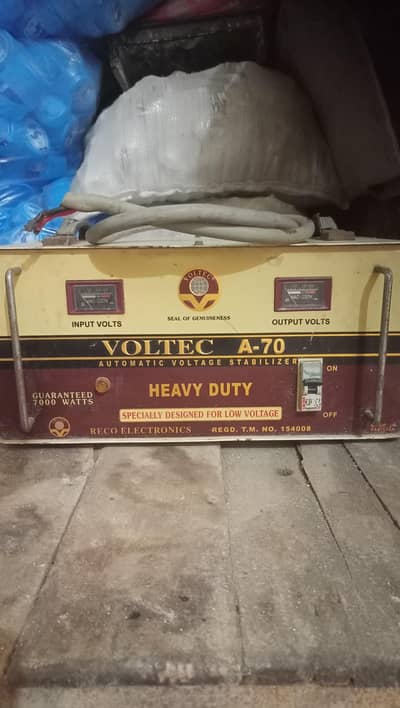 VOLTEC
SEAL OF GENUINENESS
INPUT VOLTS
OUTPUT VOLTS
VOLTEC A-70
AUTOMATIC VOLTAGE STABILIZER
ON
GUARANTEED
7000 WATTS
HEAVY DUTY
SPECIALLY DESIGNED FOR LOW VOLTAGE
OFF
RECO ELECTRONICS REGD. T.M. NO. 154008